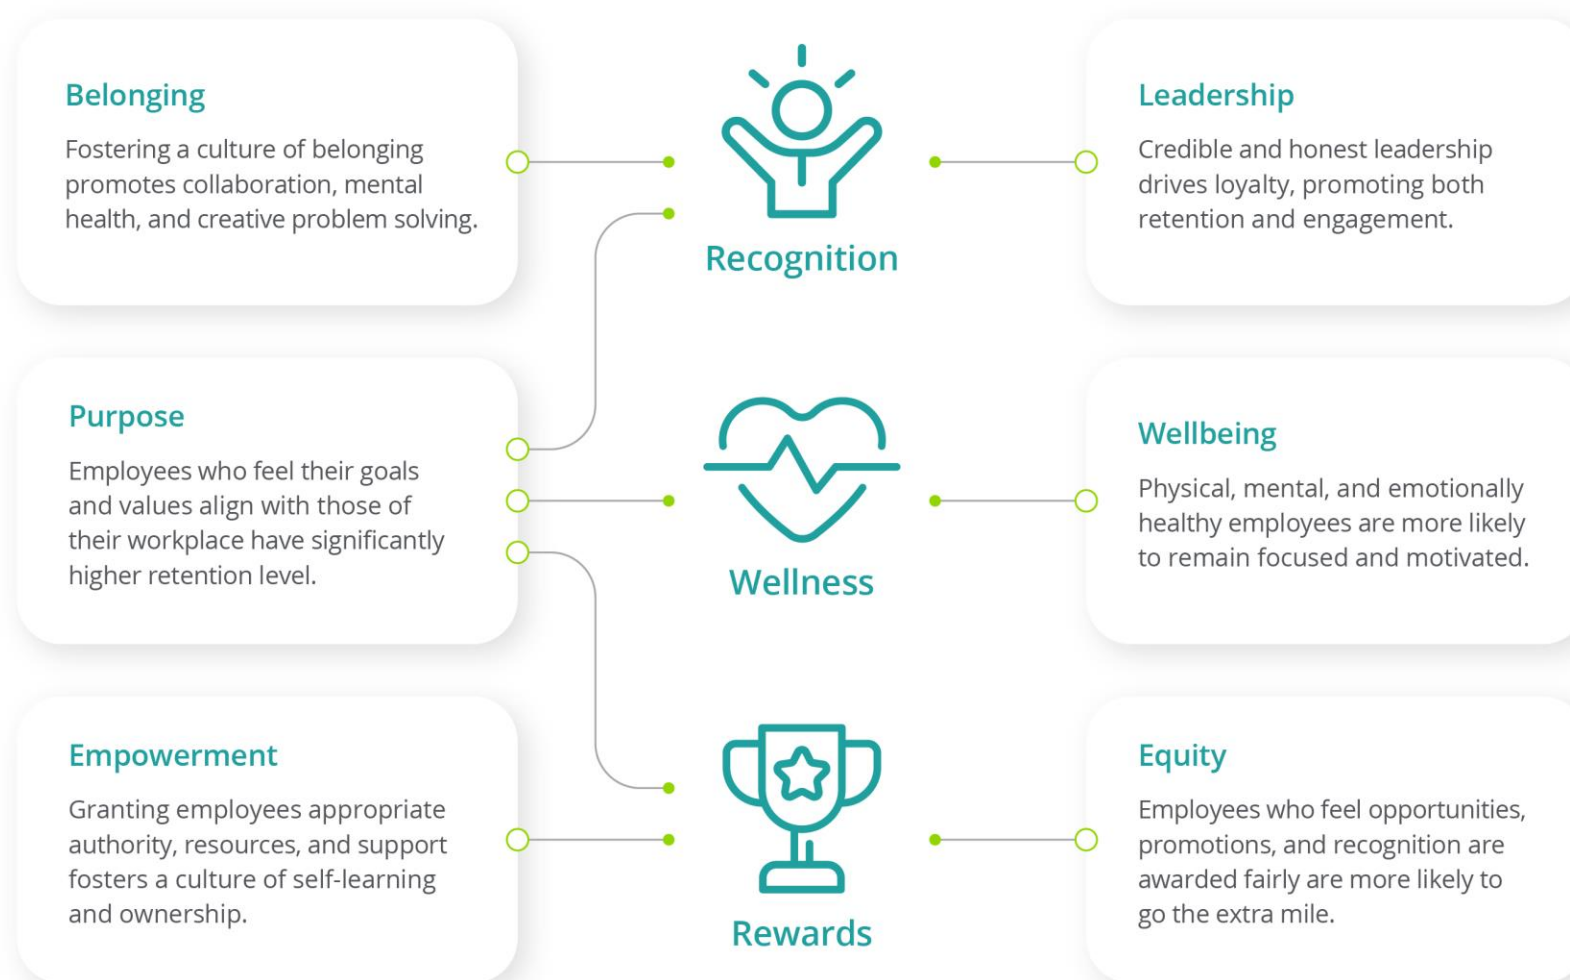 Belonging
Fostering a culture of belonging
promotes collaboration, mental
health, and creative problem solving.
Recognition
Leadership
Credible and honest leadership
drives loyalty, promoting both
retention and engagement.
Purpose
Employees who feel their goals
and values align with those of
their workplace have significantly
higher retention level.
Wellness
Wellbeing
Physical, mental, and emotionally
healthy employees are more likely
to remain focused and motivated.
Empowerment
Granting employees appropriate
authority, resources, and support
fosters a culture of self-learning
and ownership.
Rewards
Equity
Employees who feel opportunities,
promotions, and recognition are
awarded fairly are more likely to
go the extra mile.